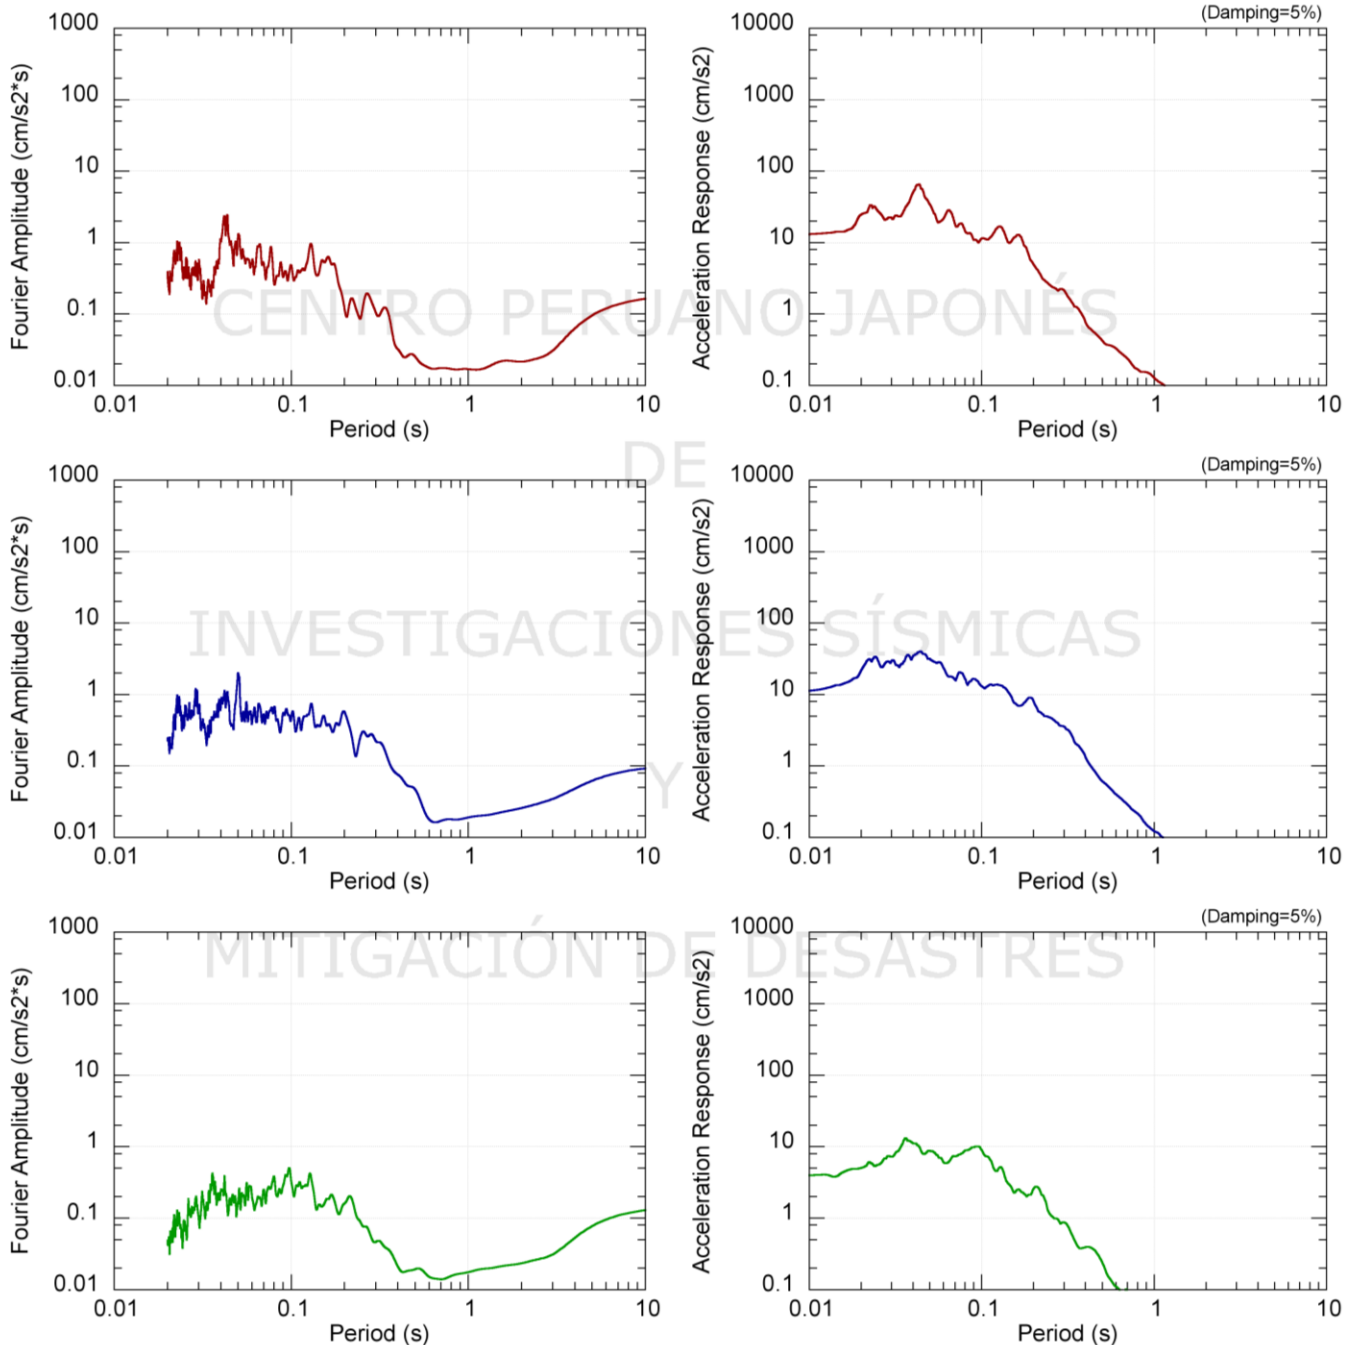 (Damping=5%)
1000
100
10
1
0.1
0.01
Fourier Amplitude (cm/s2*s)
0.01 0.1 1 10
Period (s)
10000
1000
100
10
1
0.1
Acceleration Response (cm/s2)
0.01 0.1 1 10
Period (s)
CENTRO PERUANO JAPONÉS
DE
(Damping=5%)
1000
100
10
1
0.1
0.01
Fourier Amplitude (cm/s2*s)
0.01 0.1 1 10
Period (s)
10000
1000
100
10
1
0.1
Acceleration Response (cm/s2)
0.01 0.1 1 10
Period (s)
INVESTIGACIONES SÍSMICAS
Y
(Damping=5%)
1000
100
10
1
0.1
0.01
Fourier Amplitude (cm/s2*s)
0.01 0.1 1 10
Period (s)
10000
1000
100
10
1
0.1
Acceleration Response (cm/s2)
0.01 0.1 1 10
Period (s)
MITIGACIÓN DE DESASTRES